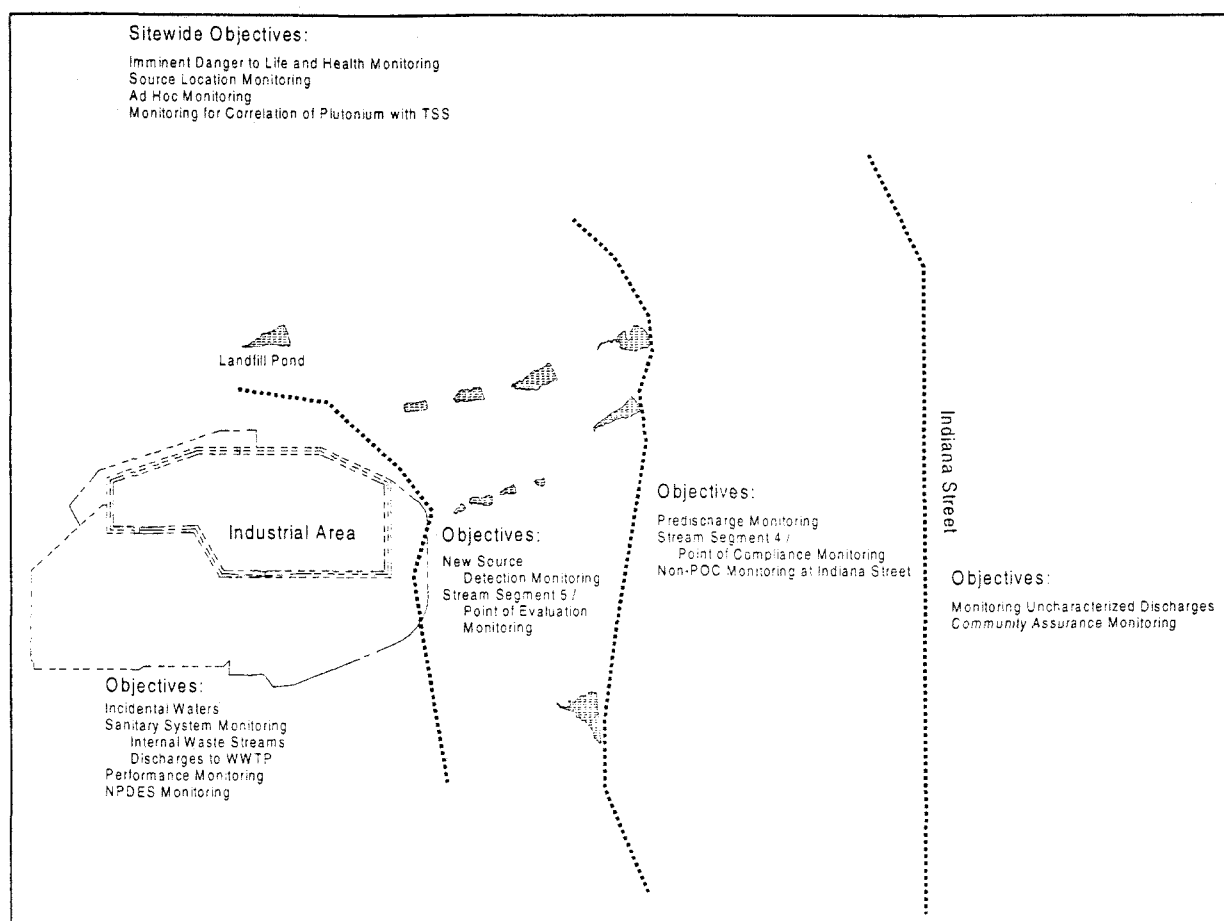 Sitewide Objectives:
Imminent Danger to Life and Health Monitoring
Source Location Monitoring
Ad Hoc Monitoring
Monitoring for Correlation of Plutonium with TSS
Landfill Pond
Industrial Area
Objectives:
New Source
Detection Monitoring
Stream Segment 5 /
Point of Evaluation
Monitoring
Objectives:
Predischarge Monitoring
Stream Segment 4 /
Point of Compliance Monitoring
Non-POC Monitoring at Indiana Street
Indiana Street
Objectives:
Monitoring Uncharacterized Discharges
Community Assurance Monitoring
Objectives:
Incidental Waters
Sanitary System Monitoring
Internal Waste Streams
Discharges to WWTP
Performance Monitoring
NPDES Monitoring